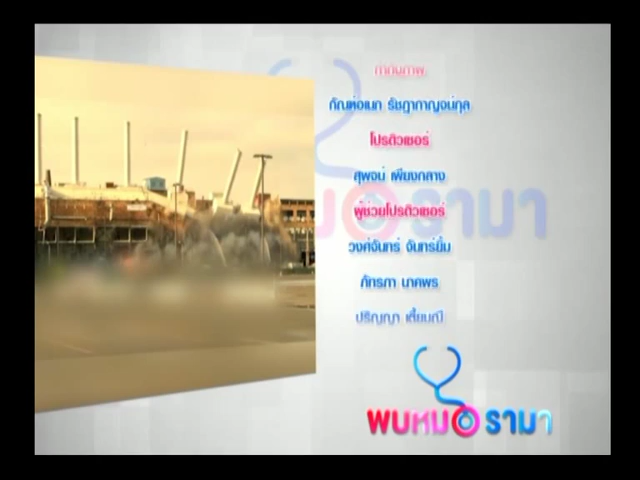 กำกับภาพ
กัณห์อเนก รัชฎากาญจน์กุล
โปรดิวเซอร์
สุพจน์ เพียงกลาง
ผู้ช่วยโปรดิวเซอร์
วงศ์จันทร์ จันทร์ยิ้ม
ภัทรภา นาคพร
ปริญญา เตี้ยมณี
พบหมอรามา